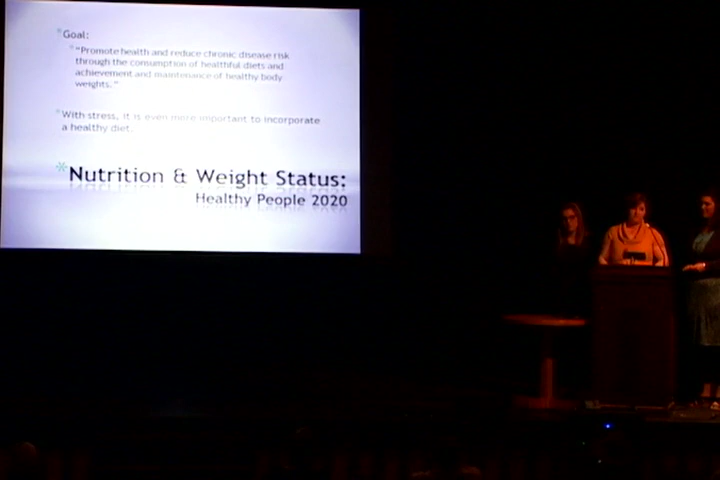 *Goal:
*"Promote health and reduce chronic disease risk
through the consumption of healthful diets and
achievement and maintenance of healthy body
weights."
*With stress, it is even more important to incorporate
a healthy diet.
*Nutrition & Weight Status:
Healthy People 2020